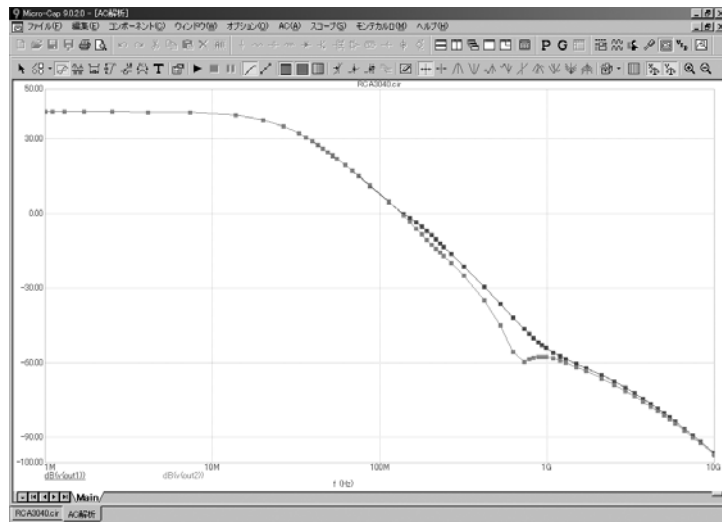 Micro-Cap 9.0.2.0 - [AC解析]
ファイル(F) 編集(E) コンポーネント(C) ウィンドウ(W) オプション(O) AC(A) スコープ(S) モンテカルロ(M) ヘルプ(H)
RCA3040.cir
50.00
30.00
0.00
-30.00
-60.00
-90.00
-100.00
1M 10M 100M 1G 10G
dB(v(out1)) dB(v(out2))
f (Hz)
Main
RCA3040.cir AC解析